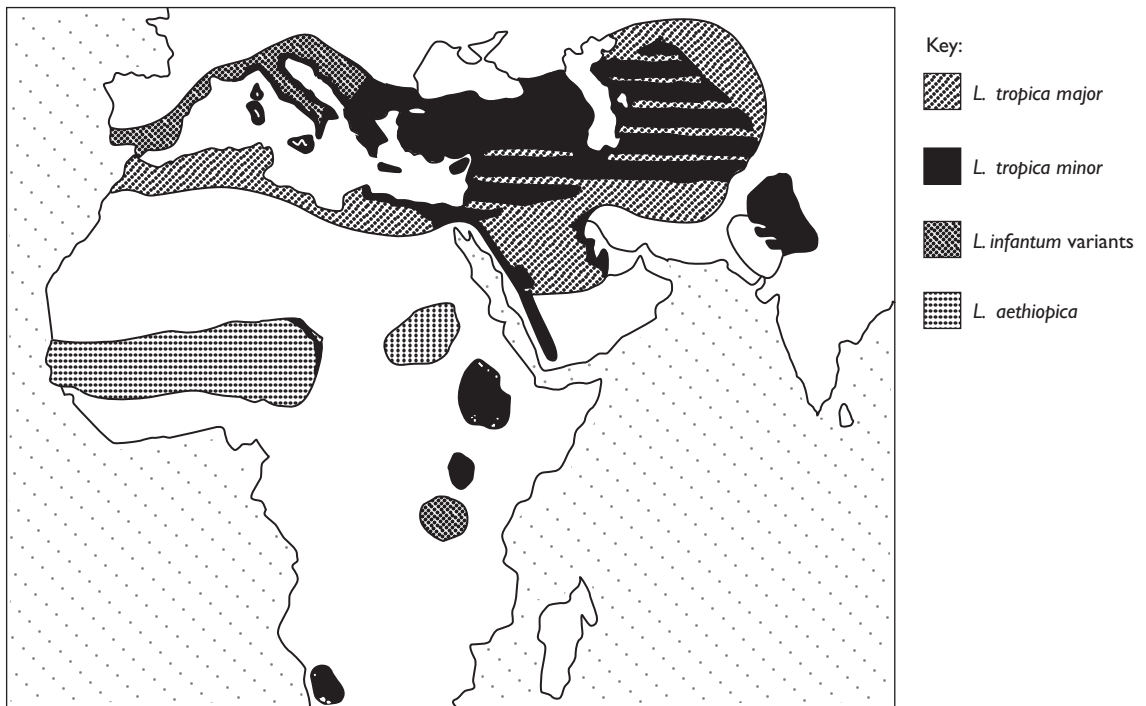 Key:
L. tropica major
L. tropica minor
L. infantum variants
L. aethiopica